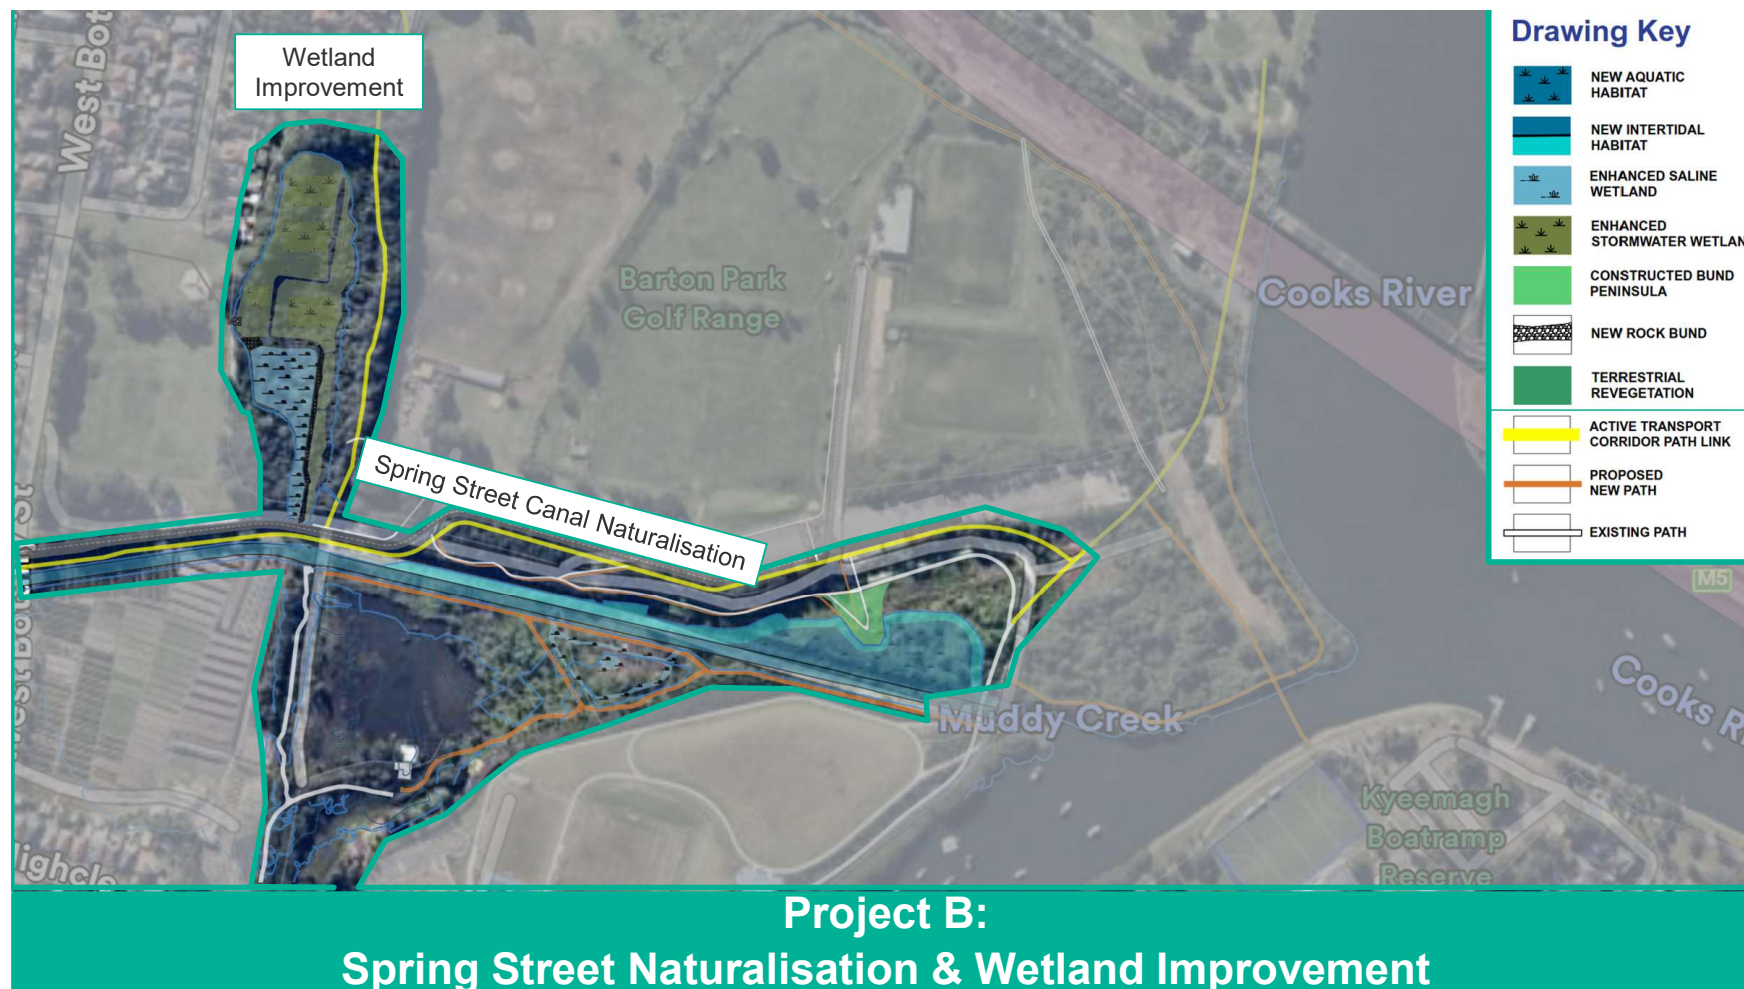 Wetland
Improvement
West Bot
Spring Street Canal Naturalisation
Barton Park
Golf Range
Cooks River
Muddy Creek
Cooks R
Kyeemagh
Boatramp
Reserve
M5
Drawing Key
NEW AQUATIC
HABITAT
NEW INTERTIDAL
HABITAT
ENHANCED SALINE
WETLAND
ENHANCED
STORMWATER WETLAN
CONSTRUCTED BUND
PENINSULA
NEW ROCK BUND
TERRESTRIAL
REVEGETATION
ACTIVE TRANSPORT
CORRIDOR PATH LINK
PROPOSED
NEW PATH
EXISTING PATH
Project B:
Spring Street Naturalisation & Wetland Improvement